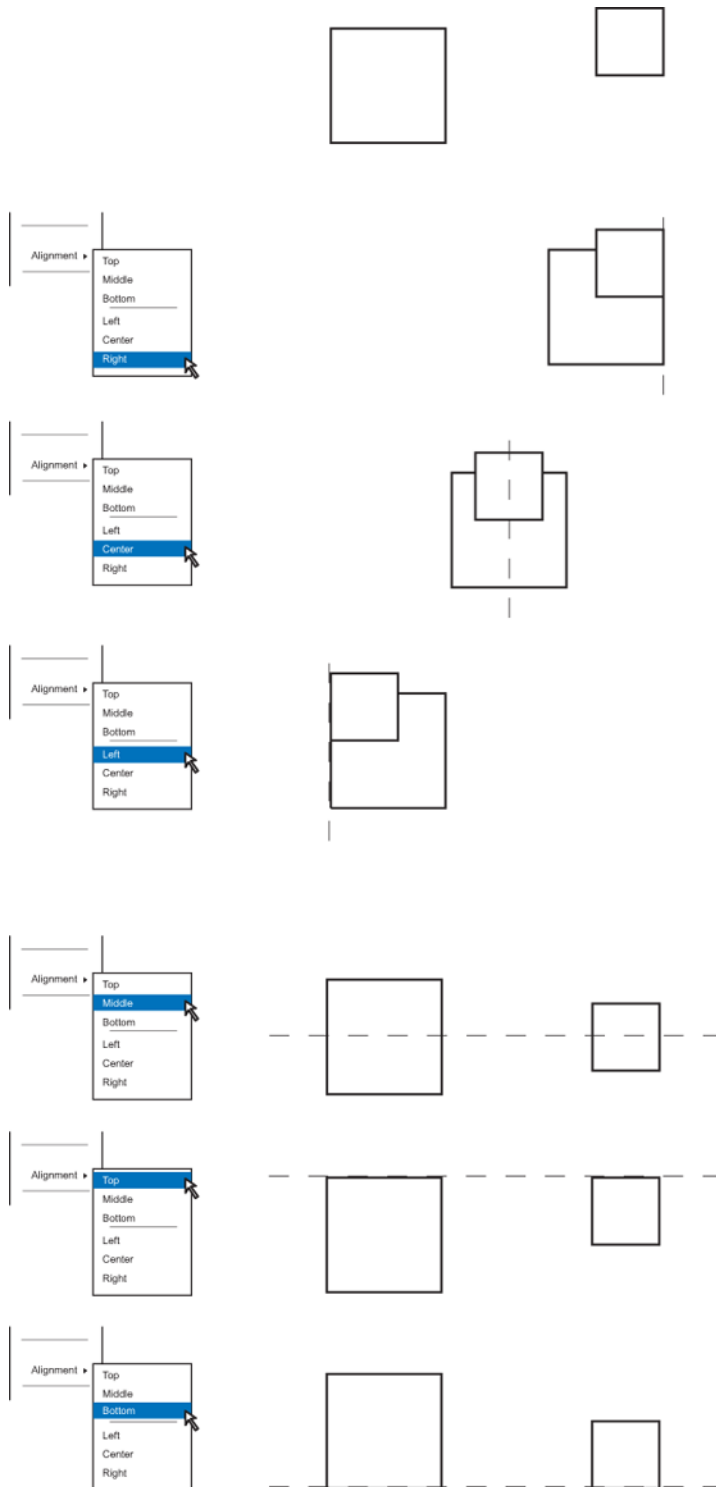 Alignment
Top
Middle
Bottom
Left
Center
Right
Alignment
Top
Middle
Bottom
Left
Center
Right
Alignment
Top
Middle
Bottom
Left
Center
Right
Alignment
Top
Middle
Bottom
Left
Center
Right
Alignment
Top
Middle
Bottom
Left
Center
Right
Alignment
Top
Middle
Bottom
Left
Center
Right